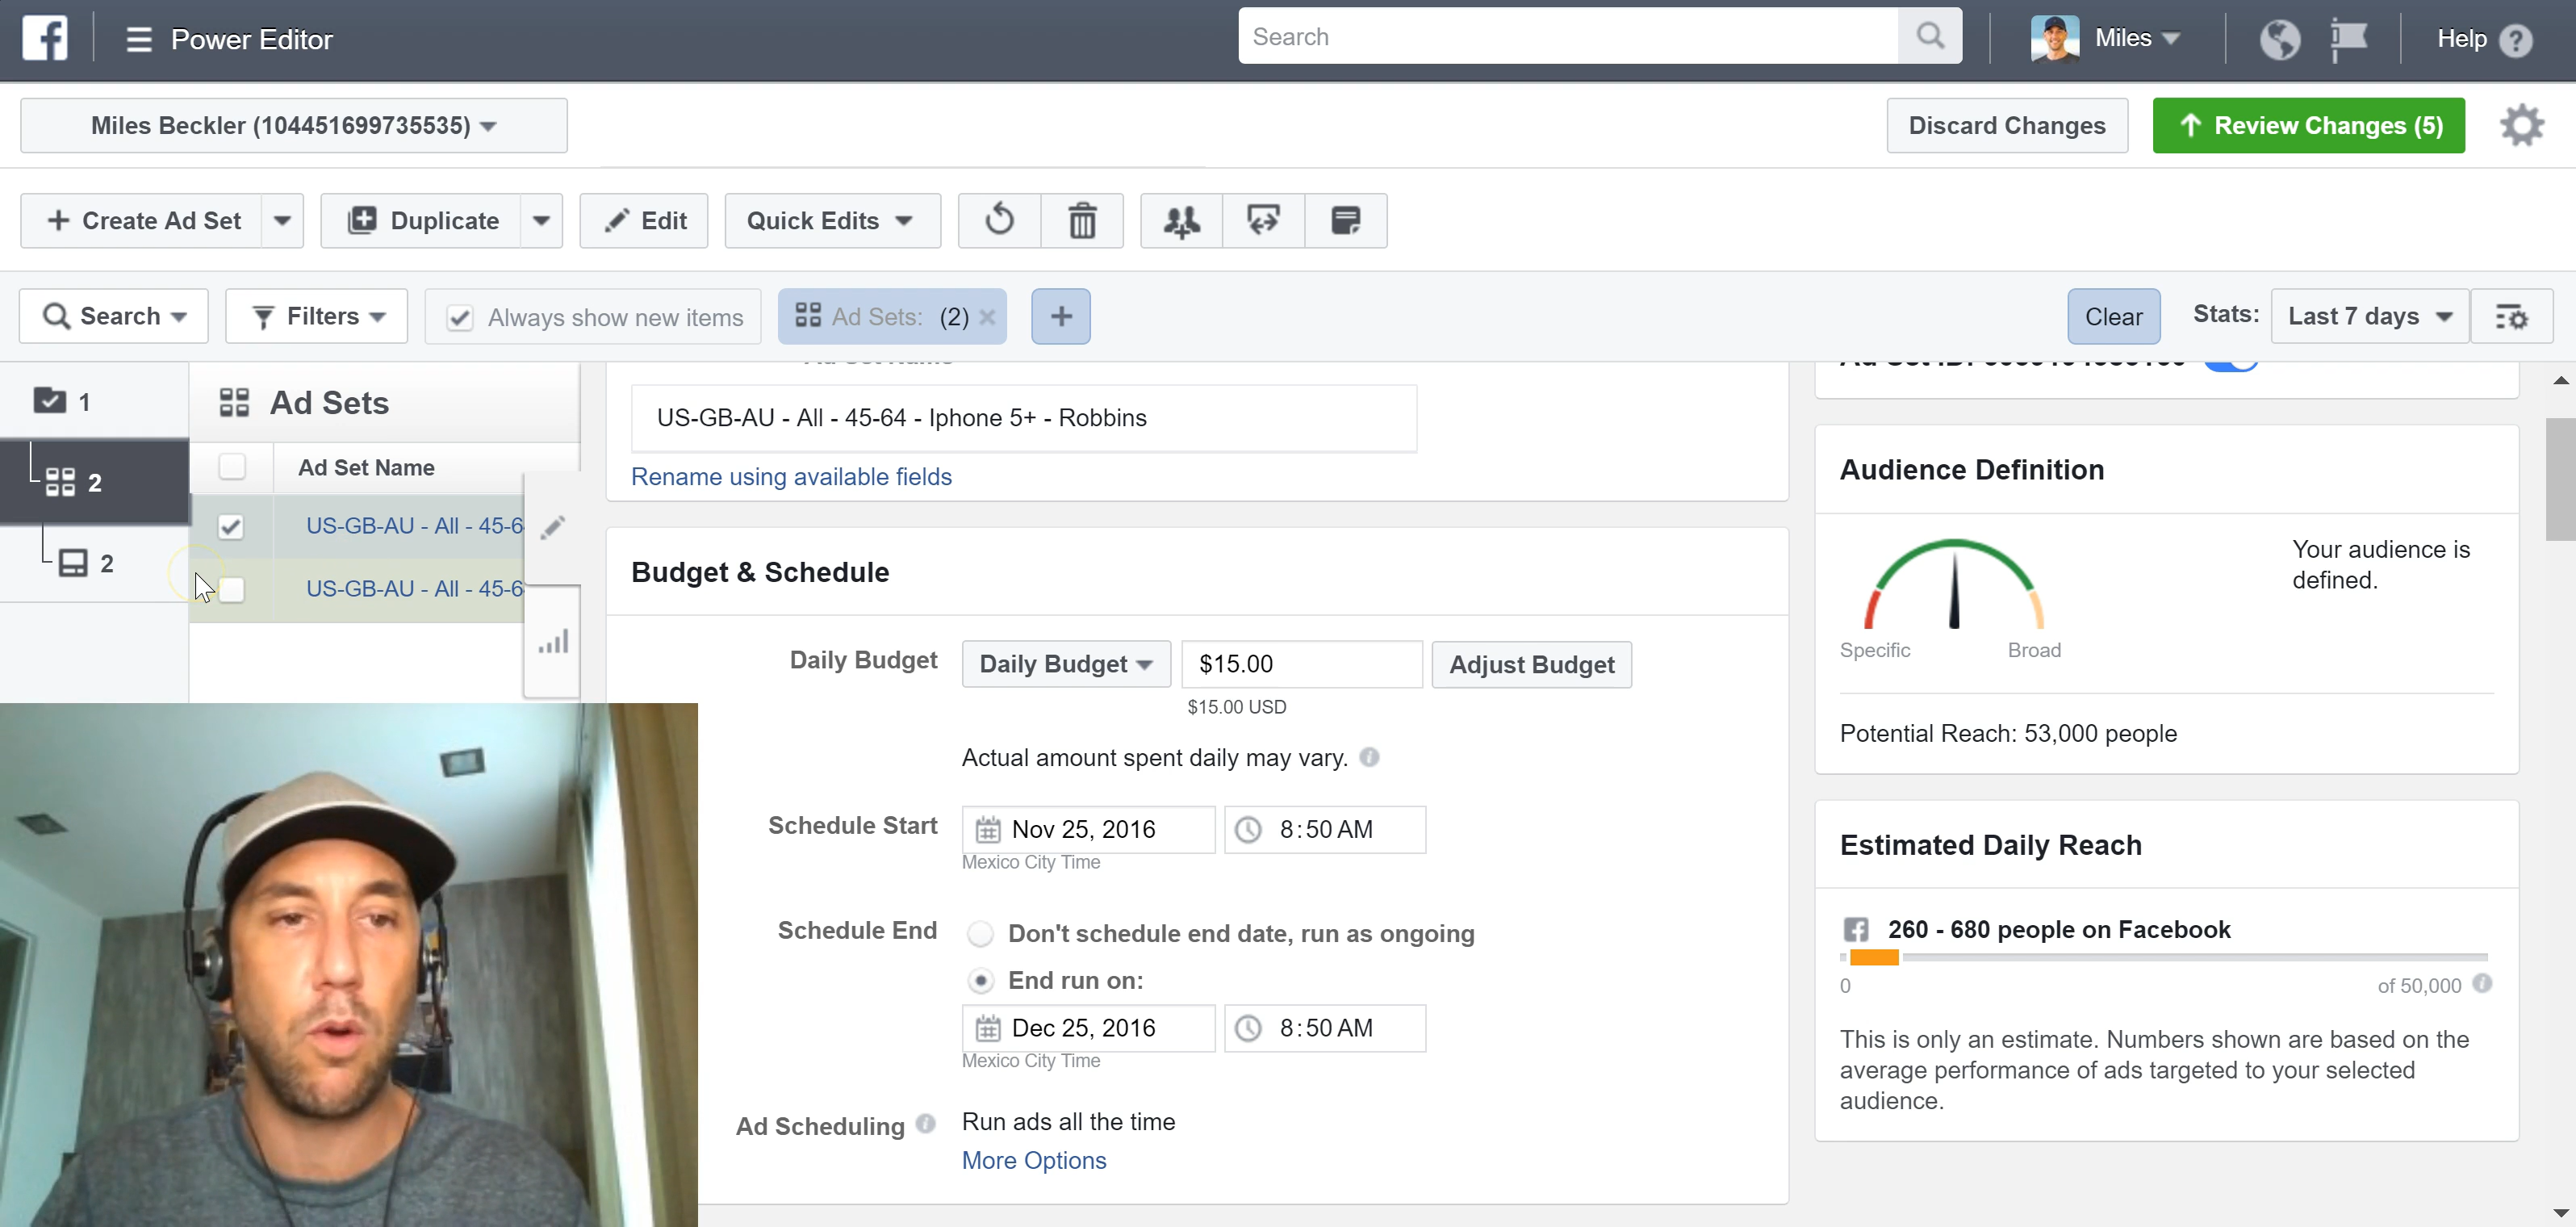 Power Editor
Search
Miles
Help
Miles Beckler (104451699735535)
Discard Changes
Review Changes (5)
Create Ad Set
Duplicate
Edit
Quick Edits
Search
Filters
Always show new items
Ad Sets: (2)
Clear
Stats:
Last 7 days
1
2
2
Ad Sets
Ad Set Name
US-GB-AU - All - 45-6
US-GB-AU - All - 45-6
Ad Set Name
US-GB-AU - All - 45-64 - Iphone 5+ - Robbins
Rename using available fields
Budget & Schedule
Daily Budget
Daily Budget
$15.00
Adjust Budget
$15.00 USD
Actual amount spent daily may vary.
Schedule Start
Nov 25, 2016
8:50 AM
Mexico City Time
Schedule End
Don't schedule end date, run as ongoing
End run on:
Dec 25, 2016
8:50 AM
Mexico City Time
Ad Scheduling
Run ads all the time
More Options
Audience Definition
Your audience is
defined.
Specific
Broad
Potential Reach: 53,000 people
Estimated Daily Reach
260 - 680 people on Facebook
0
of 50,000
This is only an estimate. Numbers shown are based on the
average performance of ads targeted to your selected
audience.